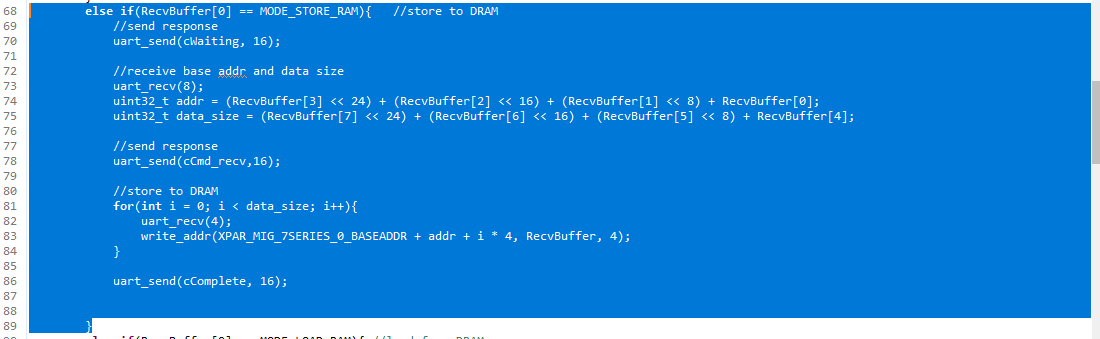 68 else if(RecvBuffer[0] == MODE_STORE_RAM){ //store to DRAM
69 //send response
70 uart_send(cWaiting, 16);
71
72 //receive base addr and data size
73 uart_recv(8);
74 uint32_t addr = (RecvBuffer[3] << 24) + (RecvBuffer[2] << 16) + (RecvBuffer[1] << 8) + RecvBuffer[0];
75 uint32_t data_size = (RecvBuffer[7] << 24) + (RecvBuffer[6] << 16) + (RecvBuffer[5] << 8) + RecvBuffer[4];
76
77 //send response
78 uart_send(cCmd_recv,16);
79
80 //store to DRAM
81 for(int i = 0; i < data_size; i++){
82 uart_recv(4);
83 write_addr(XPAR_MIG_7SERIES_0_BASEADDR + addr + i * 4, RecvBuffer, 4);
84 }
85
86 uart_send(cComplete, 16);
87
88
89 }